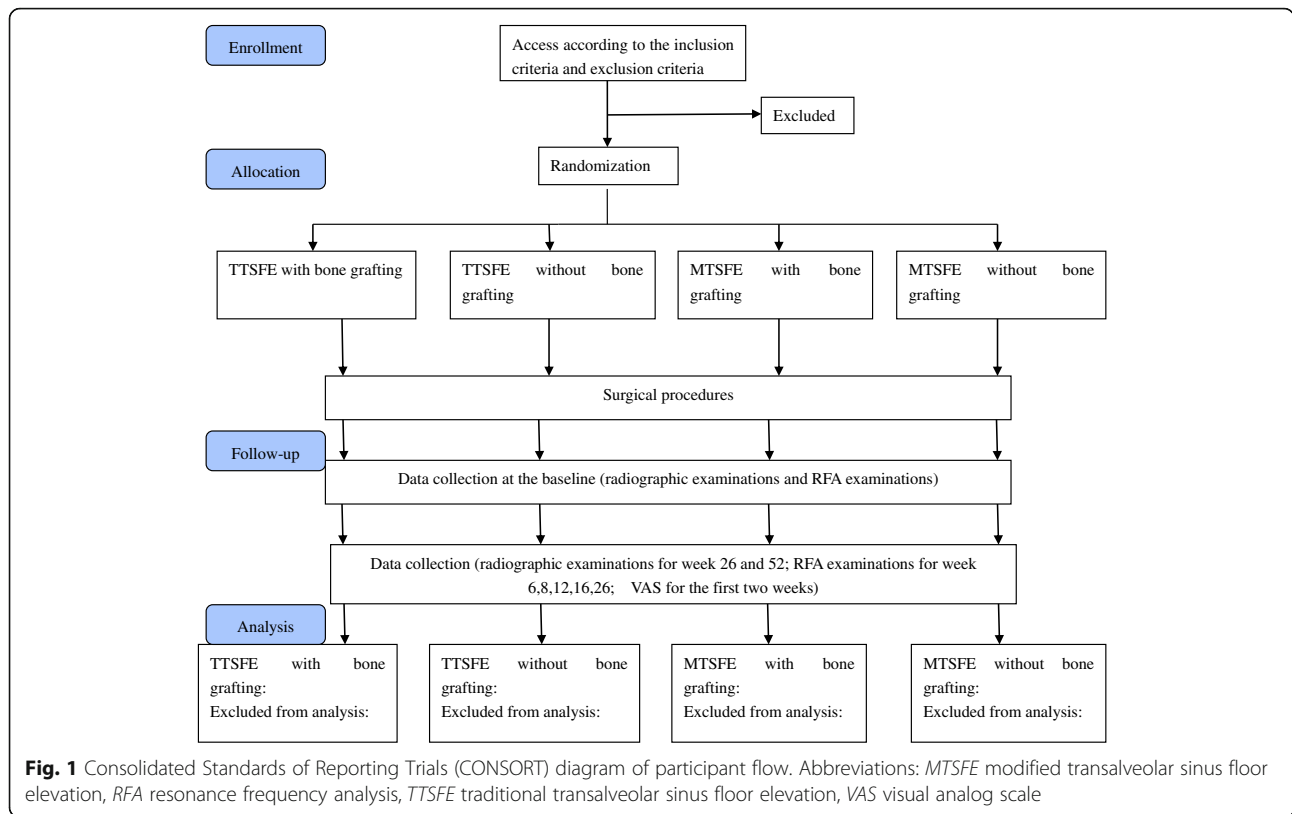 Enrollment
Access according to the inclusion
criteria and exclusion criteria
Excluded
Allocation
Randomization
TTSFE with bone grafting
TTSFE without bone
grafting
MTSFE with bone
grafting
MTSFE without bone
grafting
Surgical procedures
Follow-up
Data collection at the baseline (radiographic examinations and RFA examinations)
Data collection (radiographic examinations for week 26 and 52; RFA examinations for week
6,8,12,16,26; VAS for the first two weeks)
Analysis
TTSFE with bone
grafting:
Excluded from analysis:
TTSFE without bone
grafting:
Excluded from analysis:
MTSFE with bone
grafting:
Excluded from analysis:
MTSFE without bone
grafting:
Excluded from analysis:
Fig. 1 Consolidated Standards of Reporting Trials (CONSORT) diagram of participant flow. Abbreviations: MTSFE modified transalveolar sinus floor
elevation, RFA resonance frequency analysis, TTSFE traditional transalveolar sinus floor elevation, VAS visual analog scale